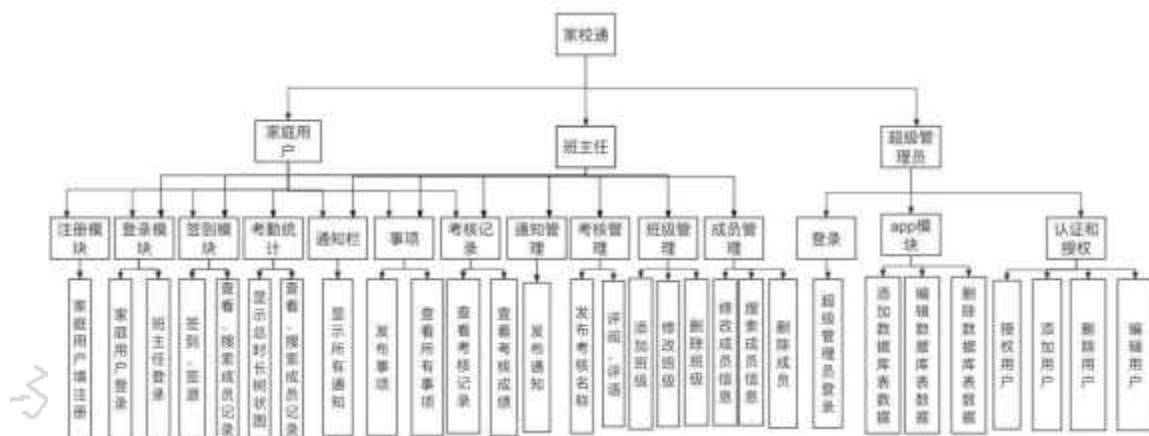 家校通
家庭用
户
班主任
超级管
理员
注册模块
登录模块
签到模块
考勤统
计
通知栏
事项
考核记
录
通知管
理
考核管
理
班级管
理
成员管
理
登录
app模
块
认证和
授权
家庭用户填注册
家庭用户登录
班主任登录
签到、签退
查看、搜索成员记录
显示总时长树状图
查看、搜索成员记录
显示所有通知
发布事项
查看所有事项
查看考核记录
查看考核成绩
发布通知
发布考核名称
评阅、评语
添加班级
修改班级
删除班级
修改成员信息
搜索成员信息
删除成员
超级管理员登录
添加数据库表数据
编辑数据库表数据
删除数据库表数据
授权用户
添加用户
删除用户
编辑用户